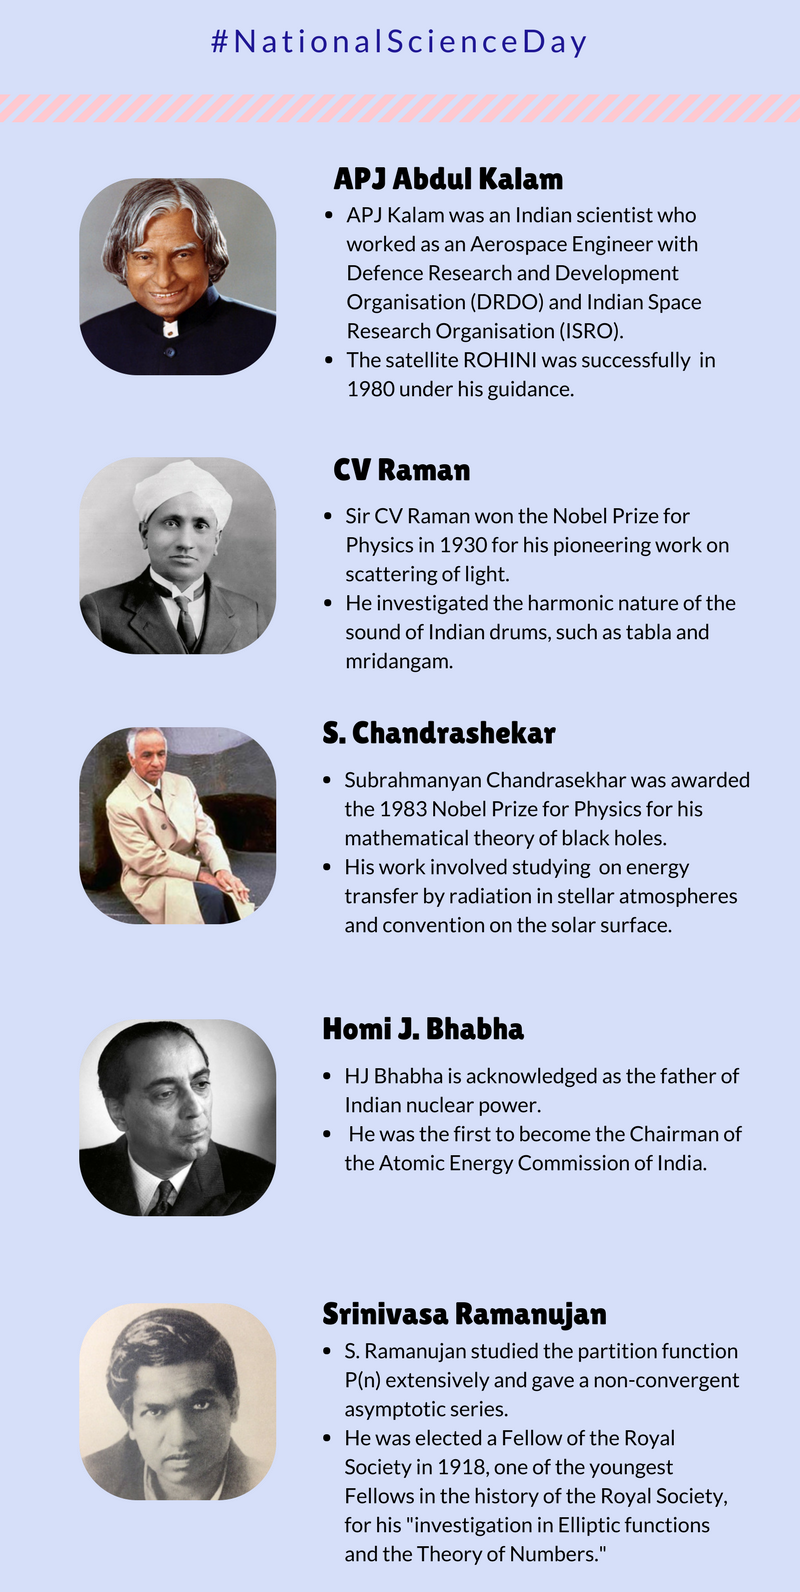 #NationalScienceDay
APJ Abdul Kalam
• APJ Kalam was an Indian scientist who
worked as an Aerospace Engineer with
Defence Research and Development
Organisation (DRDO) and Indian Space
Research Organisation (ISRO).
• The satellite ROHINI was successfully  in
1980 under his guidance.
CV Raman
• Sir CV Raman won the Nobel Prize for
Physics in 1930 for his pioneering work on
scattering of light.
• He investigated the harmonic nature of the
sound of Indian drums, such as tabla and
mridangam.
S. Chandrashekar
• Subrahmanyan Chandrasekhar was awarded
the 1983 Nobel Prize for Physics for his
mathematical theory of black holes.
• His work involved studying  on energy
transfer by radiation in stellar atmospheres
and convention on the solar surface.
Homi J. Bhabha
• HJ Bhabha is acknowledged as the father of
Indian nuclear power.
• He was the first to become the Chairman of
the Atomic Energy Commission of India.
Srinivasa Ramanujan
• S. Ramanujan studied the partition function
P(n) extensively and gave a non-convergent
asymptotic series.
• He was elected a Fellow of the Royal
Society in 1918, one of the youngest
Fellows in the history of the Royal Society,
for his "investigation in Elliptic functions
and the Theory of Numbers."